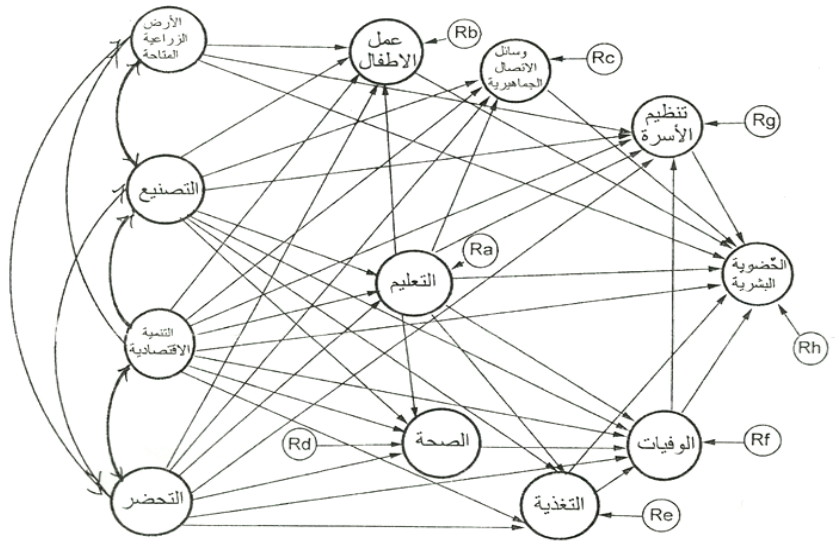 الأرض
الزراعية
المتاحة
عمل
الاطفال
Rb
وسائل
الاتصال
الجماهيرية
Rc
تنظيم
الأسرة
Rg
التصنيع
التعليم
Ra
الخضوبة
البشرية
Rh
التنمية
الاقتصادية
Rd
الصحة
الوفيات
Rf
التحضر
التغذية
Re